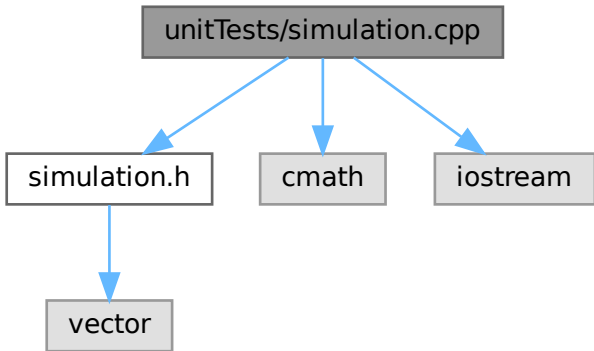 unitTests/simulation.cpp
simulation.h
cmath
iostream
vector